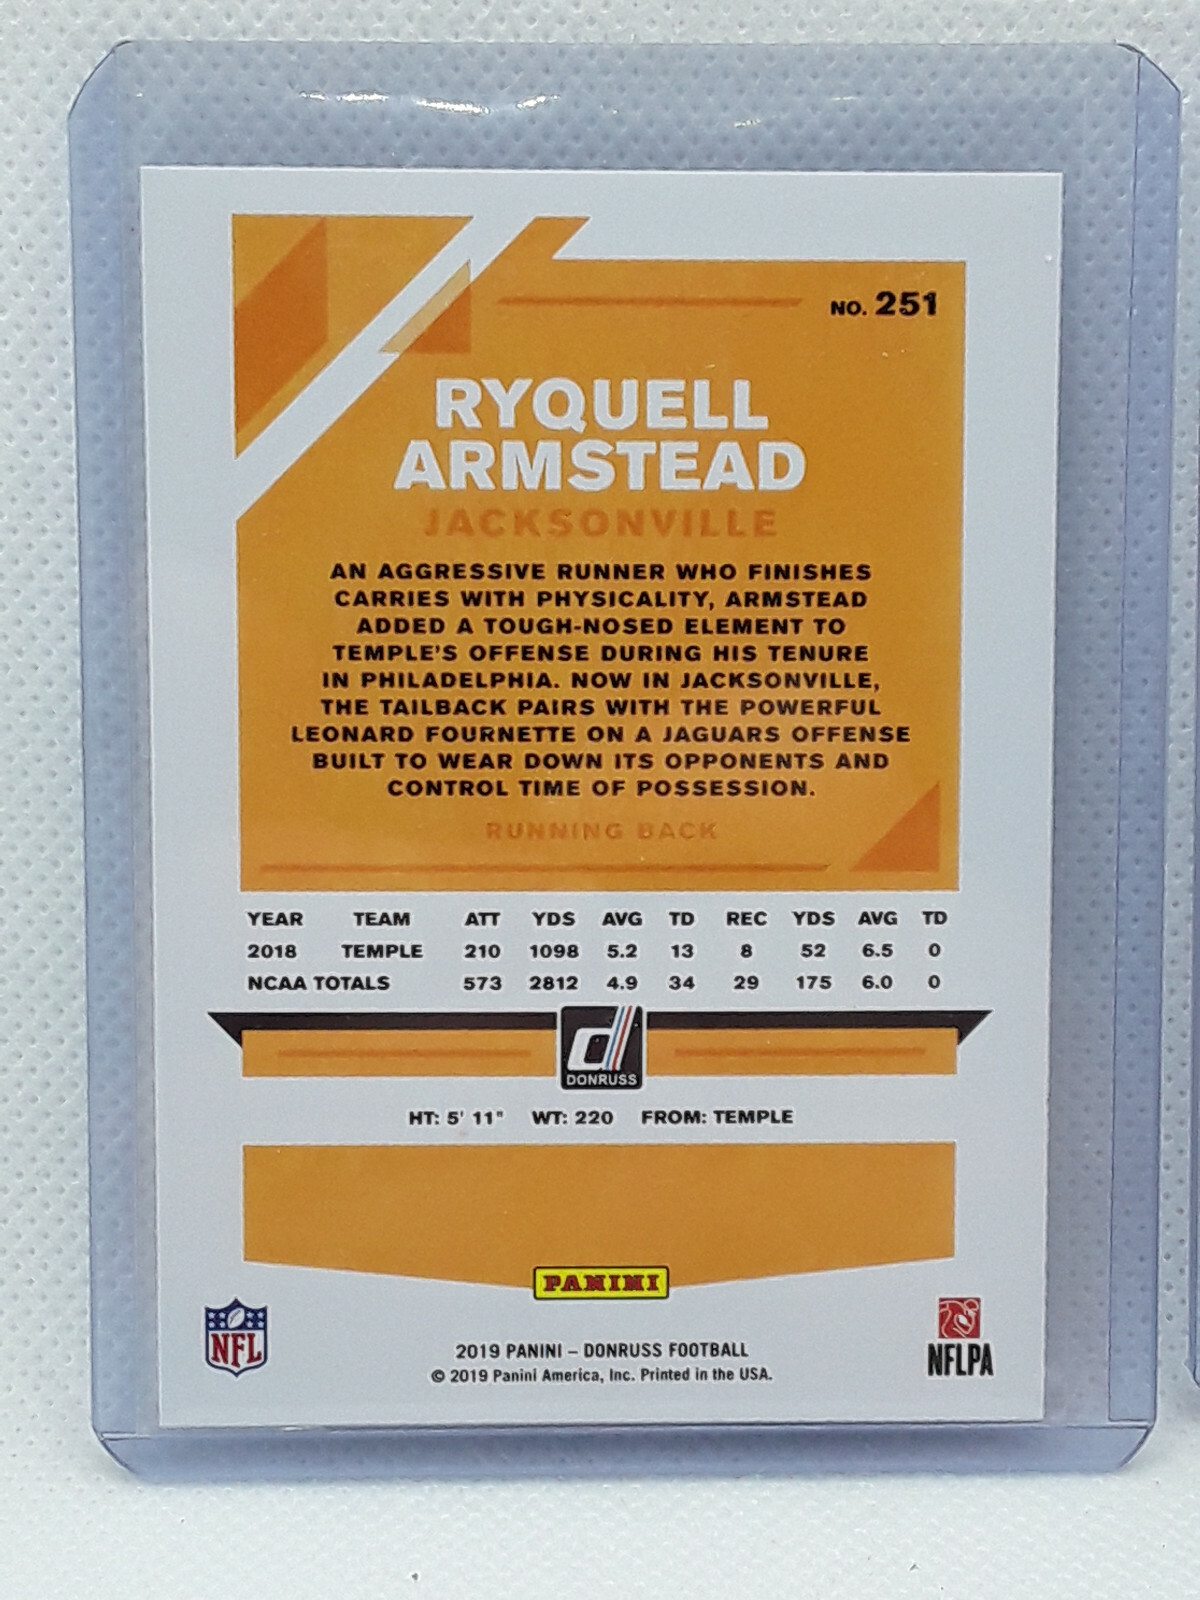 NO. 251
RYQUELL
ARMSTEAD
JACKSONVILLE
AN AGGRESSIVE RUNNER WHO FINISHES
CARRIES WITH PHYSICALITY, ARMSTEAD
ADDED A TOUGH-NOSED ELEMENT TO
TEMPLE'S OFFENSE DURING HIS TENURE
IN PHILADELPHIA. NOW IN JACKSONVILLE,
THE TAILBACK PAIRS WITH THE POWERFUL
LEONARD FOURNETTE ON A JAGUARS OFFENSE
BUILT TO WEAR DOWN ITS OPPONENTS AND
CONTROL TIME OF POSSESSION.
RUNNING BACK
YEAR TEAM ATT YDS AVG TD REC YDS AVG TD
2018 TEMPLE 210 1098 5.2 13 8 52 6.5 0
NCAA TOTALS 573 2812 4.9 34 29 175 6.0 0
d
DONRUSS
HT: 5' 11" WT: 220 FROM: TEMPLE
PANINI
NFL
2019 PANINI – DONRUSS FOOTBALL
© 2019 Panini America, Inc. Printed in the USA.
NFLPA